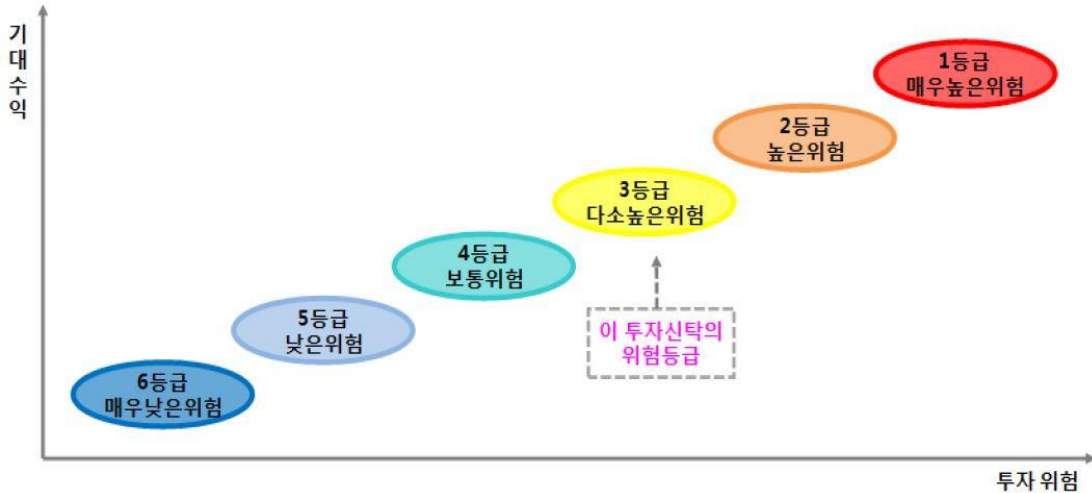 기대수익
1등급
매우높은위험
2등급
높은위험
3등급
다소높은위험
4등급
보통위험
이 투자신탁의
위험등급
5등급
낮은위험
6등급
매우낮은위험
투자 위험